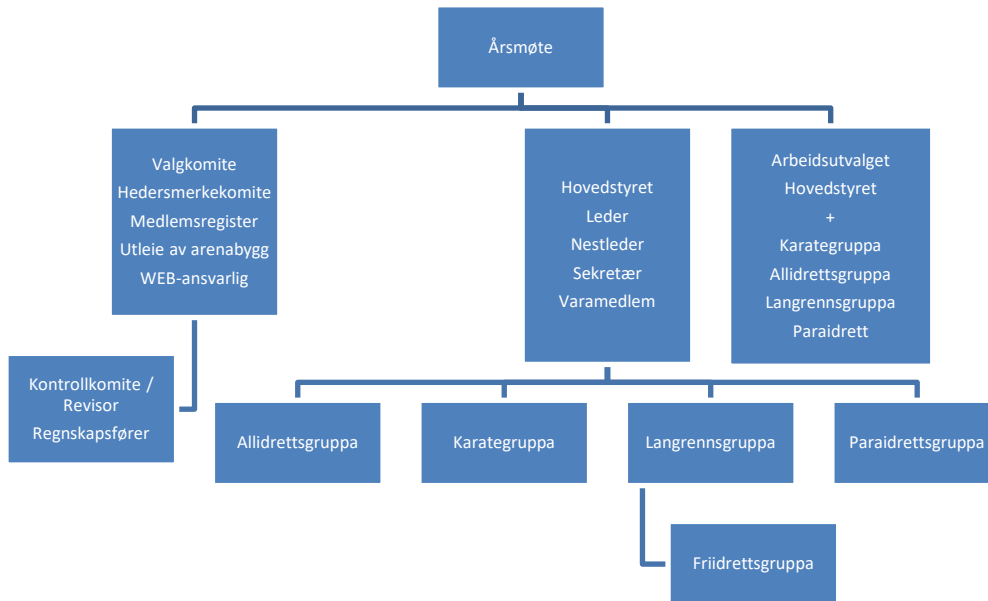 Årsmøte
Valgkomite
Hedersmerkekomite
Medlemsregister
Utleie av arenabygg
WEB-ansvarlig
Hovedstyret
Leder
Nestleder
Sekretær
Varamedlem
Arbeidsutvalget
Hovedstyret
+
Karategruppa
Allidrettsgruppa
Langrennsgruppa
Paraidrett
Kontrollkomite /
Revisor
Regnskapsfører
Allidrettsgruppa
Karategruppa
Langrennsgruppa
Paraidrettsgruppa
Friidrettsgruppa